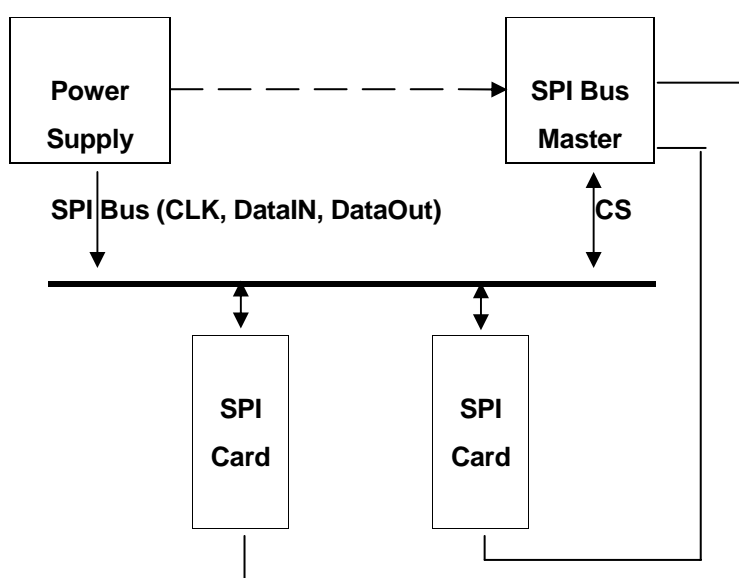 Power
Supply
SPI Bus
Master
SPI Bus (CLK, DataIN, DataOut)
CS
SPI
Card
SPI
Card